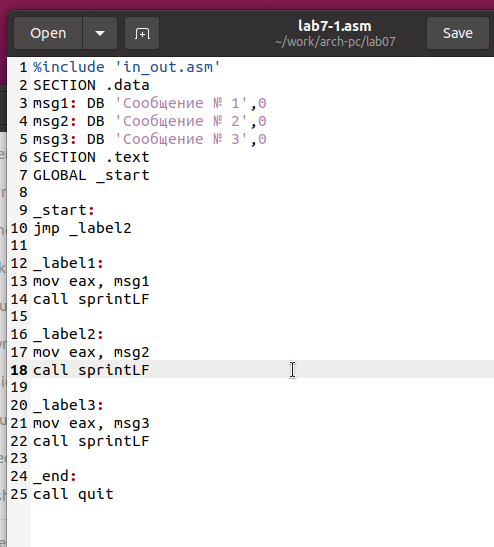 Open
lab7-1.asm
~/work/arch-pc/lab07
Save
1 %include 'in_out.asm'
2 SECTION .data
3 msg1: DB 'Сообщение № 1',0
4 msg2: DB 'Сообщение № 2',0
5 msg3: DB 'Сообщение № 3',0
6 SECTION .text
7 GLOBAL _start
8
9 _start:
10 jmp _label2
11
12 _label1:
13 mov eax, msg1
14 call sprintLF
15
16 _label2:
17 mov eax, msg2
18 call sprintLF
19
20 _label3:
21 mov eax, msg3
22 call sprintLF
23
24 _end:
25 call quit